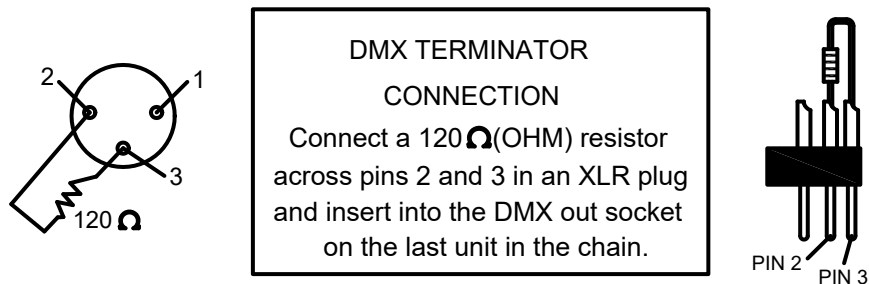 2
1
3
120 Ω
DMX TERMINATOR
CONNECTION
Connect a 120Ω(OHM) resistor
across pins 2 and 3 in an XLR plug
and insert into the DMX out socket
on the last unit in the chain.
PIN 2
PIN 3